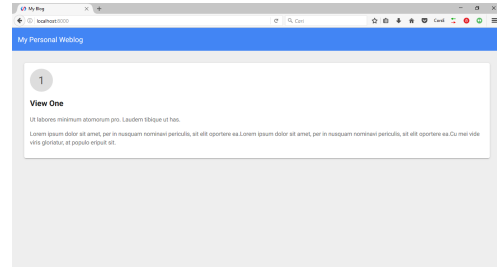 My Blog
localhost:8000
Cari
My Personal Weblog
1
View One
Ut labores minimum atomorum pro. Laudem tibique ut has.
Lorem ipsum dolor sit amet, per in nusquam nominavi periculis, sit elit oportere ea.Lorem ipsum dolor sit amet, per in nusquam nominavi periculis, sit elit oportere ea.Cu mei vide
viris gloriatur, at populo eripuit sit.